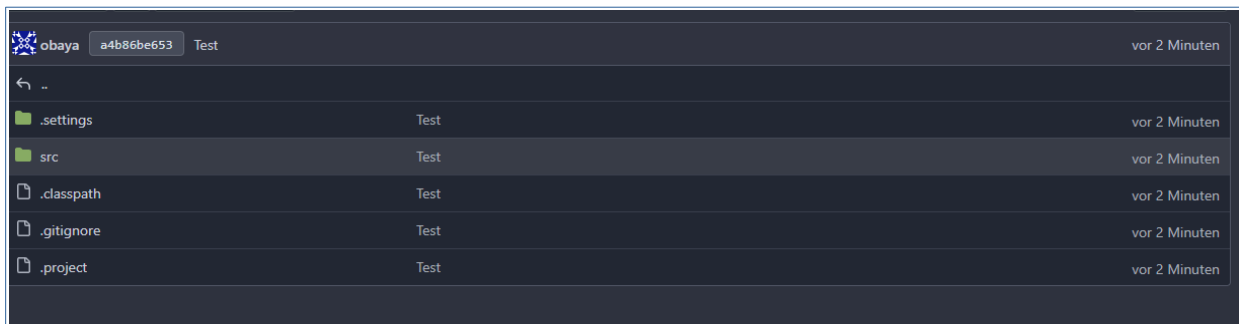 obaya a4b86be653 Test vor 2 Minuten
..
.settings Test vor 2 Minuten
src Test vor 2 Minuten
.classpath Test vor 2 Minuten
.gitignore Test vor 2 Minuten
.project Test vor 2 Minuten